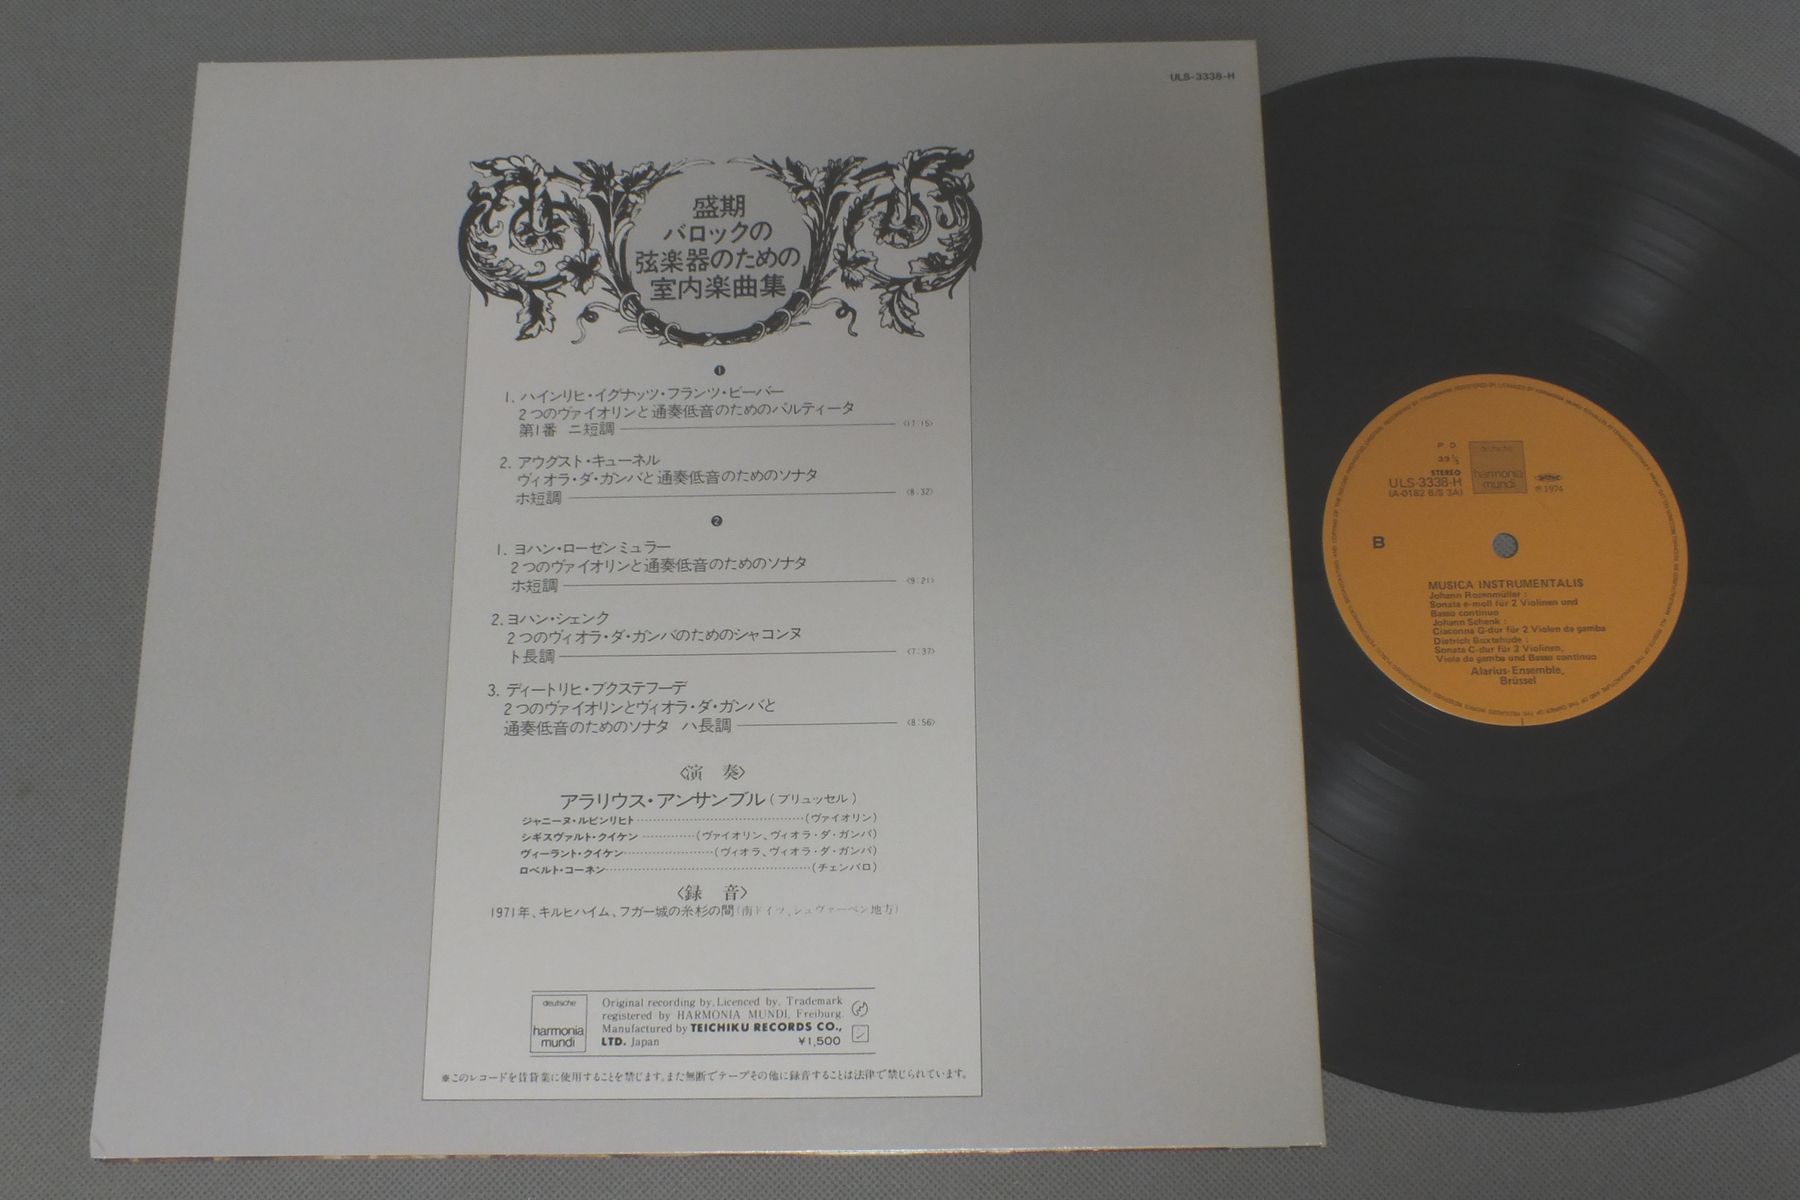 ULS-3338-H
盛期
バロックの
弦楽器のための
室内楽曲集
❶
1. ハインリヒ・イグナッツ・フランツ・ビーバー
2つのヴァイオリンと通奏低音のためのパルティータ
第1番 ニ短調 〈17:15〉
2. アウグスト・キューネル
ヴィオラ・ダ・ガンバと通奏低音のためのソナタ
ホ短調 〈8:32〉
❷
1. ヨハン・ローゼンミュラー
2つのヴァイオリンと通奏低音のためのソナタ
ホ短調 〈9:21〉
2. ヨハン・シェンク
2つのヴィオラ・ダ・ガンバのためのシャコンヌ
ト長調 〈7:37〉
3. ディートリヒ・ブクステフーデ
2つのヴァイオリンとヴィオラ・ダ・ガンバと
通奏低音のためのソナタ ハ長調 〈8:56〉
〈演 奏〉
アラリウス・アンサンブル(ブリュッセル)
ジャニーヌ・ルビンリヒト (ヴァイオリン)
シギスヴァルト・クイケン (ヴァイオリン、ヴィオラ・ダ・ガンバ)
ヴィーラント・クイケン (ヴィオラ、ヴィオラ・ダ・ガンバ)
ロベルト・コーネン (チェンバロ)
〈録 音〉
1971年、キルヒハイム、フガー城の糸杉の間(南ドイツ、シュヴァーベン地方)
deutsche
harmonia
mundi
Original recording by, Licenced by, Trademark
registered by HARMONIA MUNDI, Freiburg.
Manufactured by TEICHIKU RECORDS CO.,
LTD. Japan ¥1,500
※このレコードを賃貸業に使用することを禁じます。また無断でテープその他に録音することは法律で禁じられています。
P. D.
33⅓
STEREO
ULS-3338-H
(A-0182 B/S 3A)
deutsche
harmonia
mundi
℗1974
B
MUSICA INSTRUMENTALIS
Johann Rosenmüller :
Sonata e-moll für 2 Violinen und
Basso continuo
Johann Schenk :
Ciaconna G-dur für 2 Violen da gamba
Dietrich Buxtehude :
Sonata C-dur für 2 Violinen,
Viola da gamba und Basso continuo
Alarius-Ensemble,
Brüssel